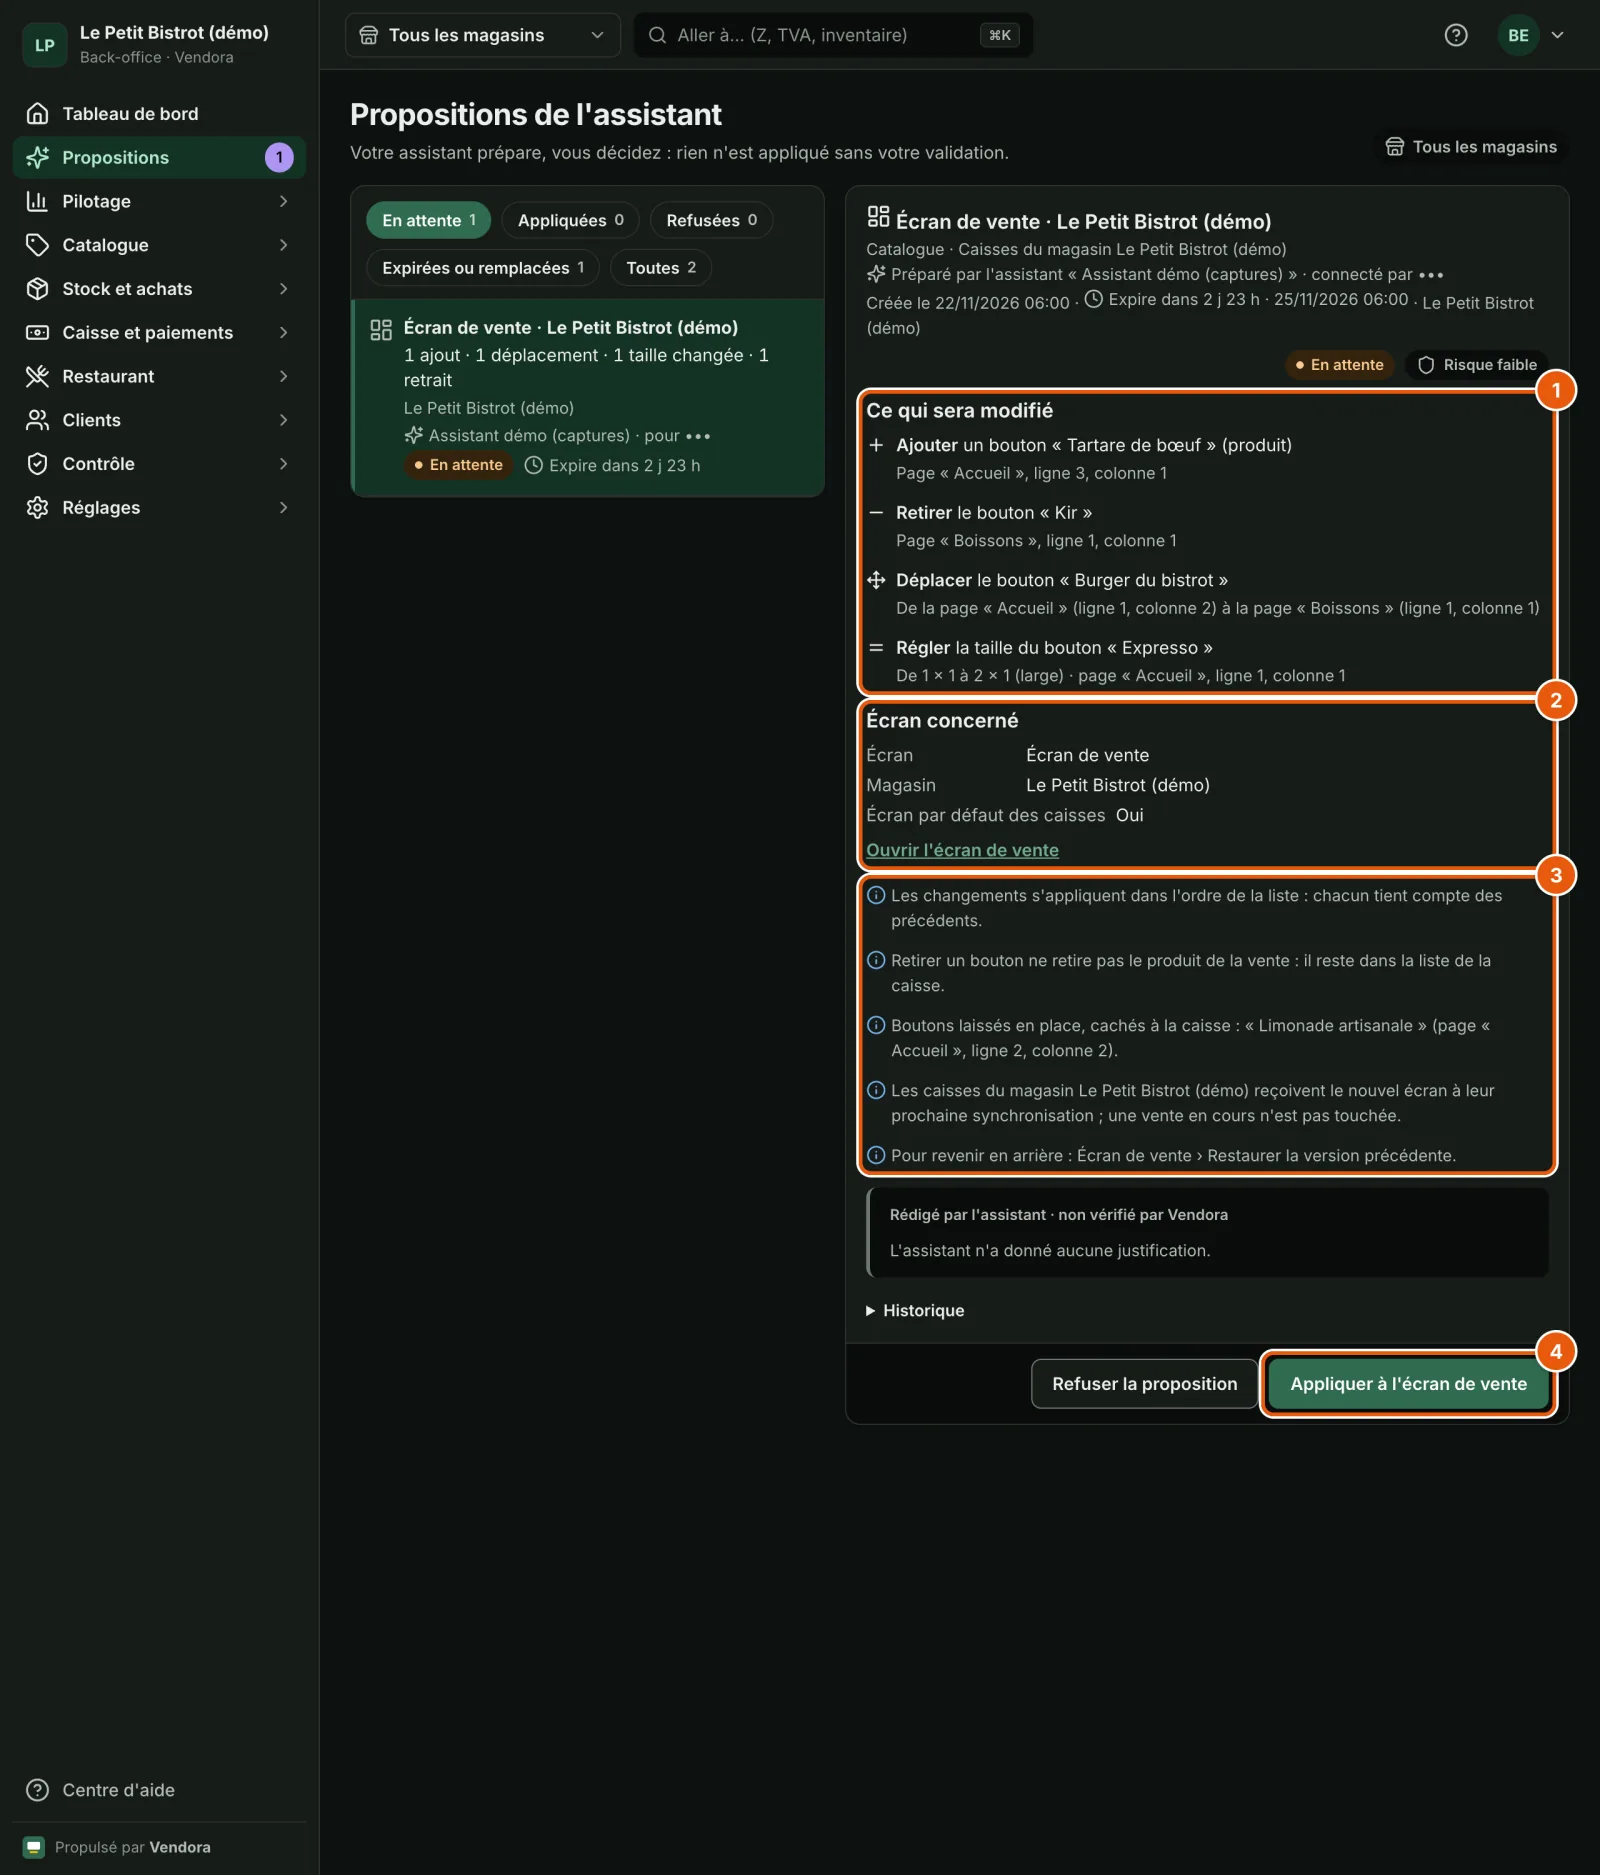 LP
Le Petit Bistrot (démo)
Back-office · Vendora
Tous les magasins
Aller à... (Z, TVA, inventaire)
⌘K
BE
Tableau de bord
Propositions
1
Pilotage
Catalogue
Stock et achats
Caisse et paiements
Restaurant
Clients
Contrôle
Réglages
Centre d'aide
Propulsé par Vendora
Propositions de l'assistant
Votre assistant prépare, vous décidez : rien n'est appliqué sans votre validation.
Tous les magasins
En attente 1
Appliquées 0
Refusées 0
Expirées ou remplacées 1
Toutes 2
Écran de vente · Le Petit Bistrot (démo)
1 ajout · 1 déplacement · 1 taille changée · 1
retrait
Le Petit Bistrot (démo)
Assistant démo (captures) · pour •••
En attente
Expire dans 2 j 23 h
Écran de vente · Le Petit Bistrot (démo)
Catalogue · Caisses du magasin Le Petit Bistrot (démo)
Préparé par l'assistant « Assistant démo (captures) » · connecté par •••
Créée le 22/11/2026 06:00 · Expire dans 2 j 23 h · 25/11/2026 06:00 · Le Petit Bistrot
(démo)
En attente
Risque faible
1
Ce qui sera modifié
+ Ajouter un bouton « Tartare de bœuf » (produit)
Page « Accueil », ligne 3, colonne 1
− Retirer le bouton « Kir »
Page « Boissons », ligne 1, colonne 1
Déplacer le bouton « Burger du bistrot »
De la page « Accueil » (ligne 1, colonne 2) à la page « Boissons » (ligne 1, colonne 1)
= Régler la taille du bouton « Expresso »
De 1 × 1 à 2 × 1 (large) · page « Accueil », ligne 1, colonne 1
2
Écran concerné
Écran Écran de vente
Magasin Le Petit Bistrot (démo)
Écran par défaut des caisses Oui
Ouvrir l'écran de vente
3
Les changements s'appliquent dans l'ordre de la liste : chacun tient compte des
précédents.
Retirer un bouton ne retire pas le produit de la vente : il reste dans la liste de la
caisse.
Boutons laissés en place, cachés à la caisse : « Limonade artisanale » (page «
Accueil », ligne 2, colonne 2).
Les caisses du magasin Le Petit Bistrot (démo) reçoivent le nouvel écran à leur
prochaine synchronisation ; une vente en cours n'est pas touchée.
Pour revenir en arrière : Écran de vente › Restaurer la version précédente.
Rédigé par l'assistant · non vérifié par Vendora
L'assistant n'a donné aucune justification.
Historique
4
Refuser la proposition
Appliquer à l'écran de vente